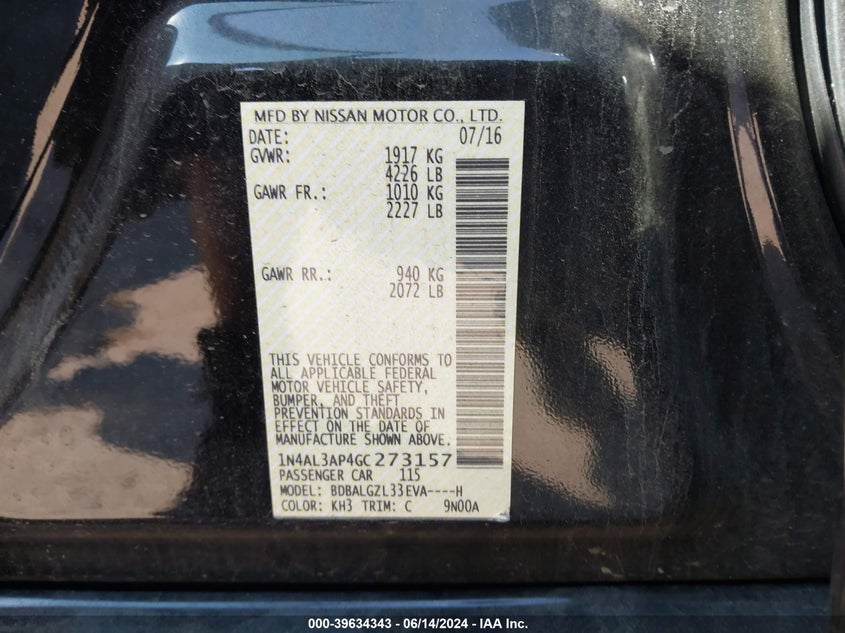 MFD BY NISSAN MOTOR CO., LTD.
DATE: 07/16
GVWR: 1917 KG
4226 LB
GAWR FR.: 1010 KG
2227 LB
GAWR RR.: 940 KG
2072 LB
THIS VEHICLE CONFORMS TO
ALL APPLICABLE FEDERAL
MOTOR VEHICLE SAFETY,
BUMPER, AND THEFT
PREVENTION STANDARDS IN
EFFECT ON THE DATE OF
MANUFACTURE SHOWN ABOVE.
1N4AL3AP4GC273157
PASSENGER CAR 115
MODEL: BDBALGZL33EVA----H
COLOR: KH3 TRIM: C 9N00A
000-39634343 - 06/14/2024 - IAA Inc.